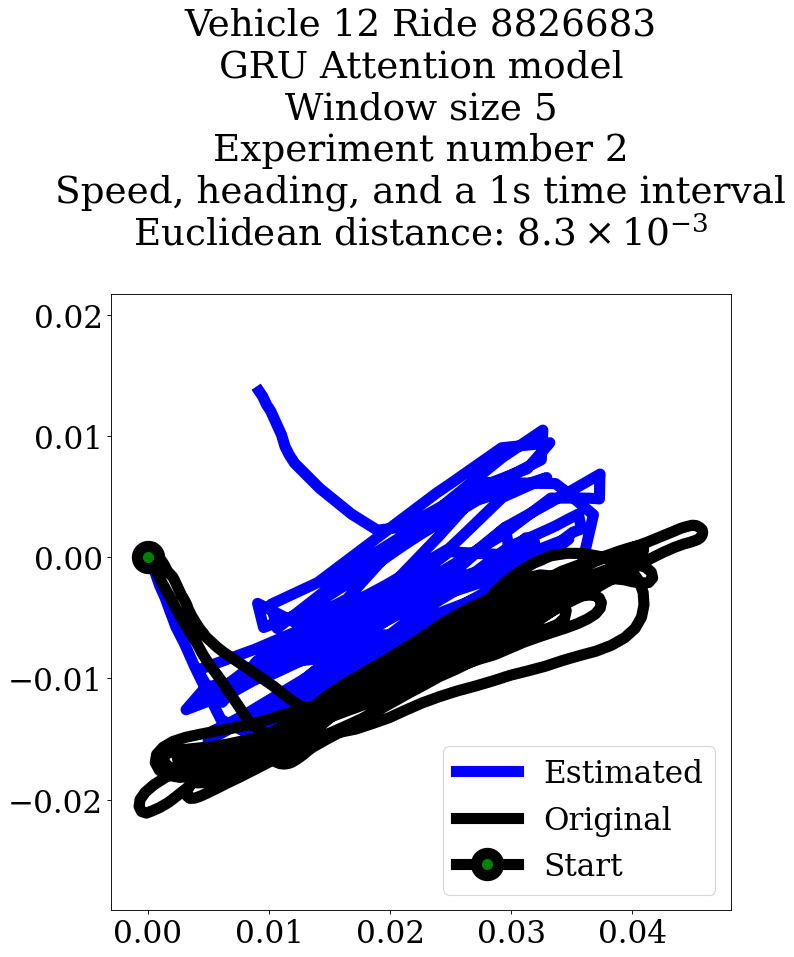 Vehicle 12 Ride 8826683
GRU Attention model
Window size 5
Experiment number 2
Speed, heading, and a 1s time interval
Euclidean distance: 8.3 × 10⁻³
0.02
0.01
0.00
−0.01
−0.02
Estimated
Original
Start
0.00 0.01 0.02 0.03 0.04